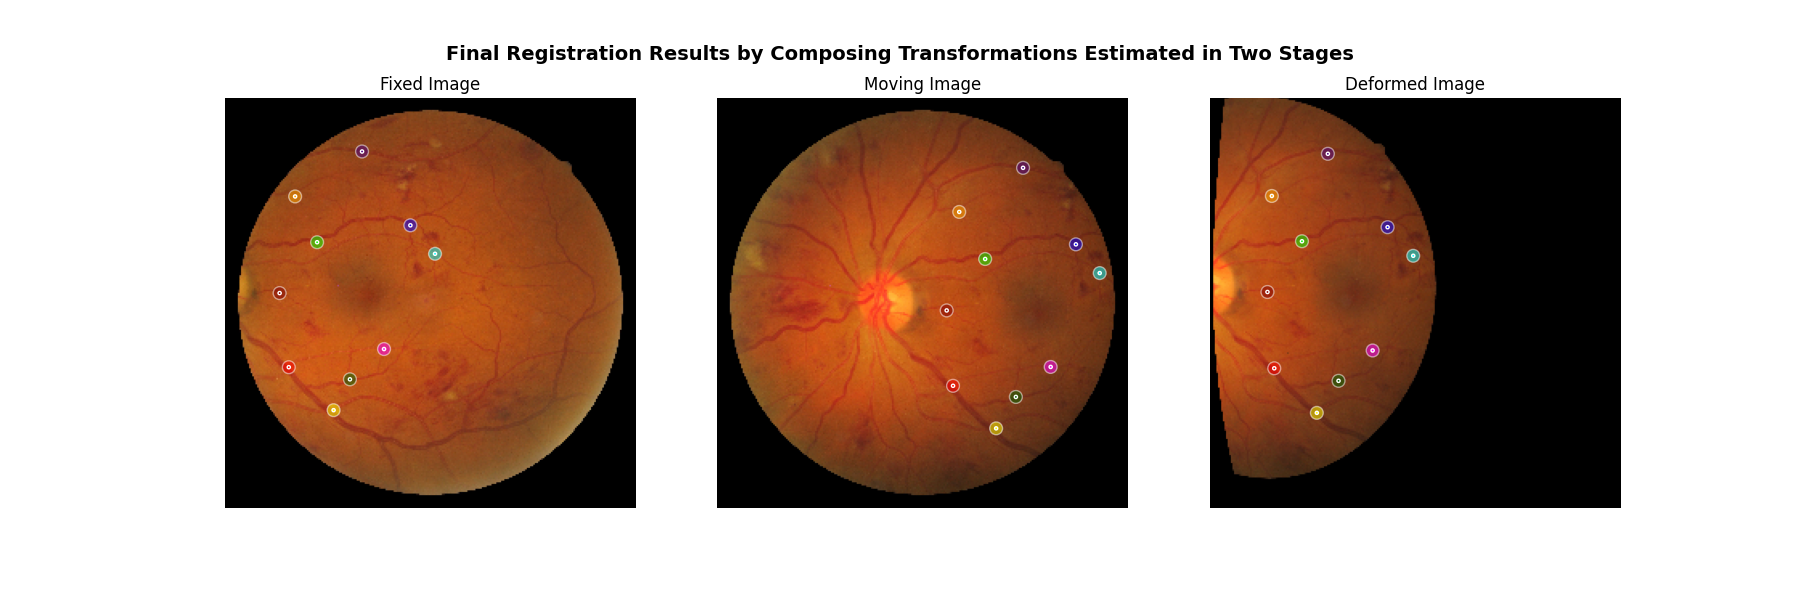 Final Registration Results by Composing Transformations Estimated in Two Stages
Fixed Image
Moving Image
Deformed Image